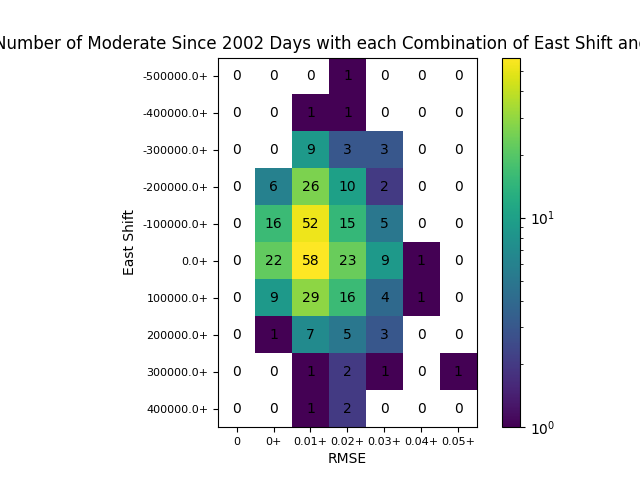 Number of Moderate Since 2002 Days with each Combination of East Shift an
-500000.0+ 0 0 0 1 0 0 0
-400000.0+ 0 0 1 1 0 0 0
-300000.0+ 0 0 9 3 3 0 0
-200000.0+ 0 6 26 10 2 0 0
-100000.0+ 0 16 52 15 5 0 0
0.0+ 0 22 58 23 9 1 0
100000.0+ 0 9 29 16 4 1 0
200000.0+ 0 1 7 5 3 0 0
300000.0+ 0 0 1 2 1 0 1
400000.0+ 0 0 1 2 0 0 0
0 0+ 0.01+ 0.02+ 0.03+ 0.04+ 0.05+
RMSE
East Shift
10¹
10⁰